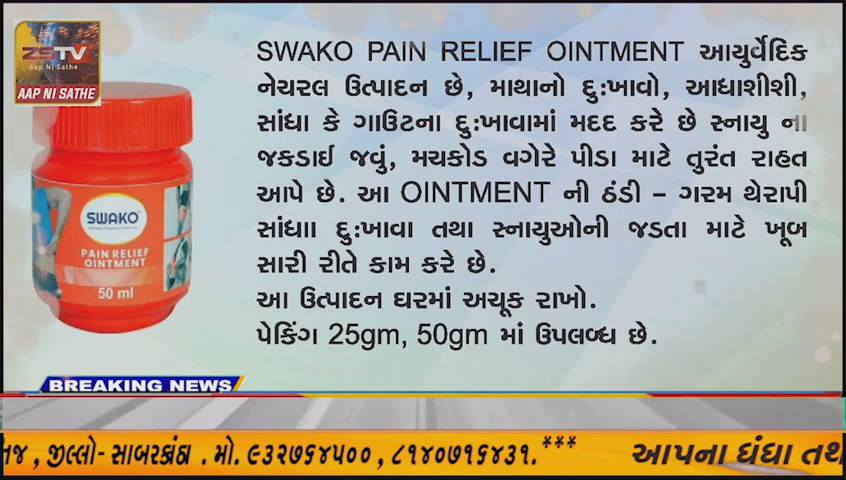 ZSTV
Aap Ni Sathe
AAP NI SATHE
SWAKO PAIN RELIEF OINTMENT આયુર્વેદિક
નેચરલ ઉત્પાદન છે, માથાનો દુઃખાવો, આધાશીશી,
સાંધા કે ગાઉટના દુઃખાવામાં મદદ કરે છે સ્નાયુ ના
જકડાઈ જવું, મચકોડ વગેરે પીડા માટે તુરંત રાહત
આપે છે. આ OINTMENT ની ઠંડી – ગરમ થેરાપી
સાંધાા દુઃખાવા તથા સ્નાયુઓની જડતા માટે ખૂબ
સારી રીતે કામ કરે છે.
આ ઉત્પાદન ઘરમાં અચૂક રાખો.
પેકિંગ 25gm, 50gm માં ઉપલબ્ધ છે.
SWAKO
PAIN RELIEF
OINTMENT
50 ml
BREAKING NEWS
સજ , જીલ્લો- સાબરકાંઠા . મો. ૯૩૨૭૬૪૫૦૦ , ૮૧૪૦૭૧૬૪૩૧.*** આપના ધંધા તથ